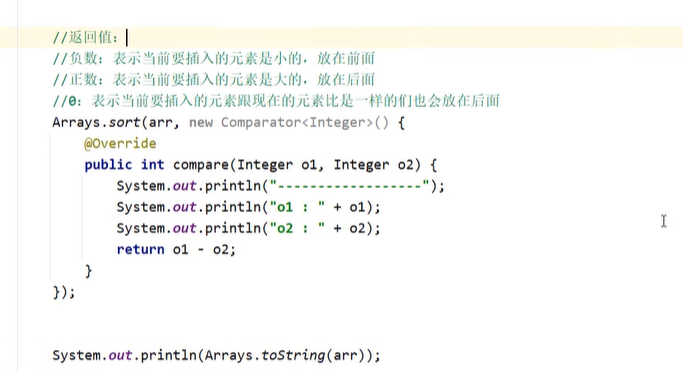 //返回值：
//负数：表示当前要插入的元素是小的，放在前面
//正数：表示当前要插入的元素是大的，放在后面
//0：表示当前要插入的元素跟现在的元素比是一样的们也会放在后面
Arrays.sort(arr, new Comparator<Integer>() {
    @Override
    public int compare(Integer o1, Integer o2) {
        System.out.println("------------------");
        System.out.println("o1 : " + o1);
        System.out.println("o2 : " + o2);
        return o1 - o2;
    }
});
System.out.println(Arrays.toString(arr));